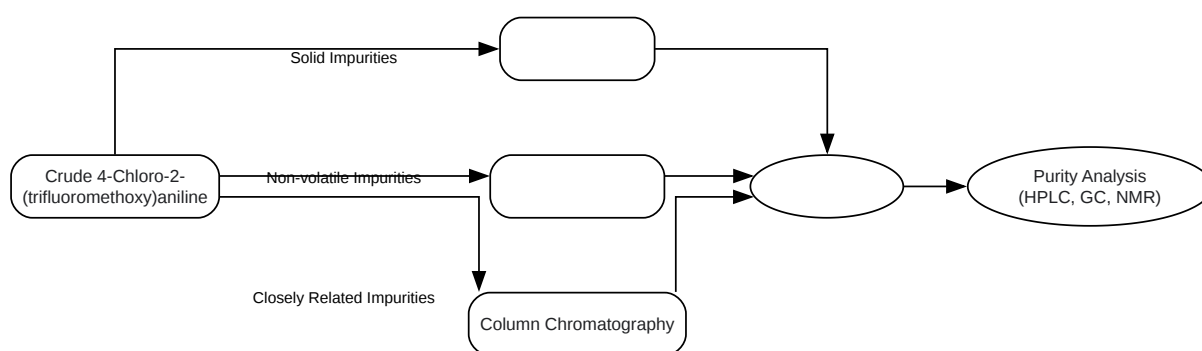 Solid Impurities
Crude 4-Chloro-2-
(trifluoromethoxy)aniline
Non-volatile Impurities
Purity Analysis
(HPLC, GC, NMR)
Closely Related Impurities
Column Chromatography